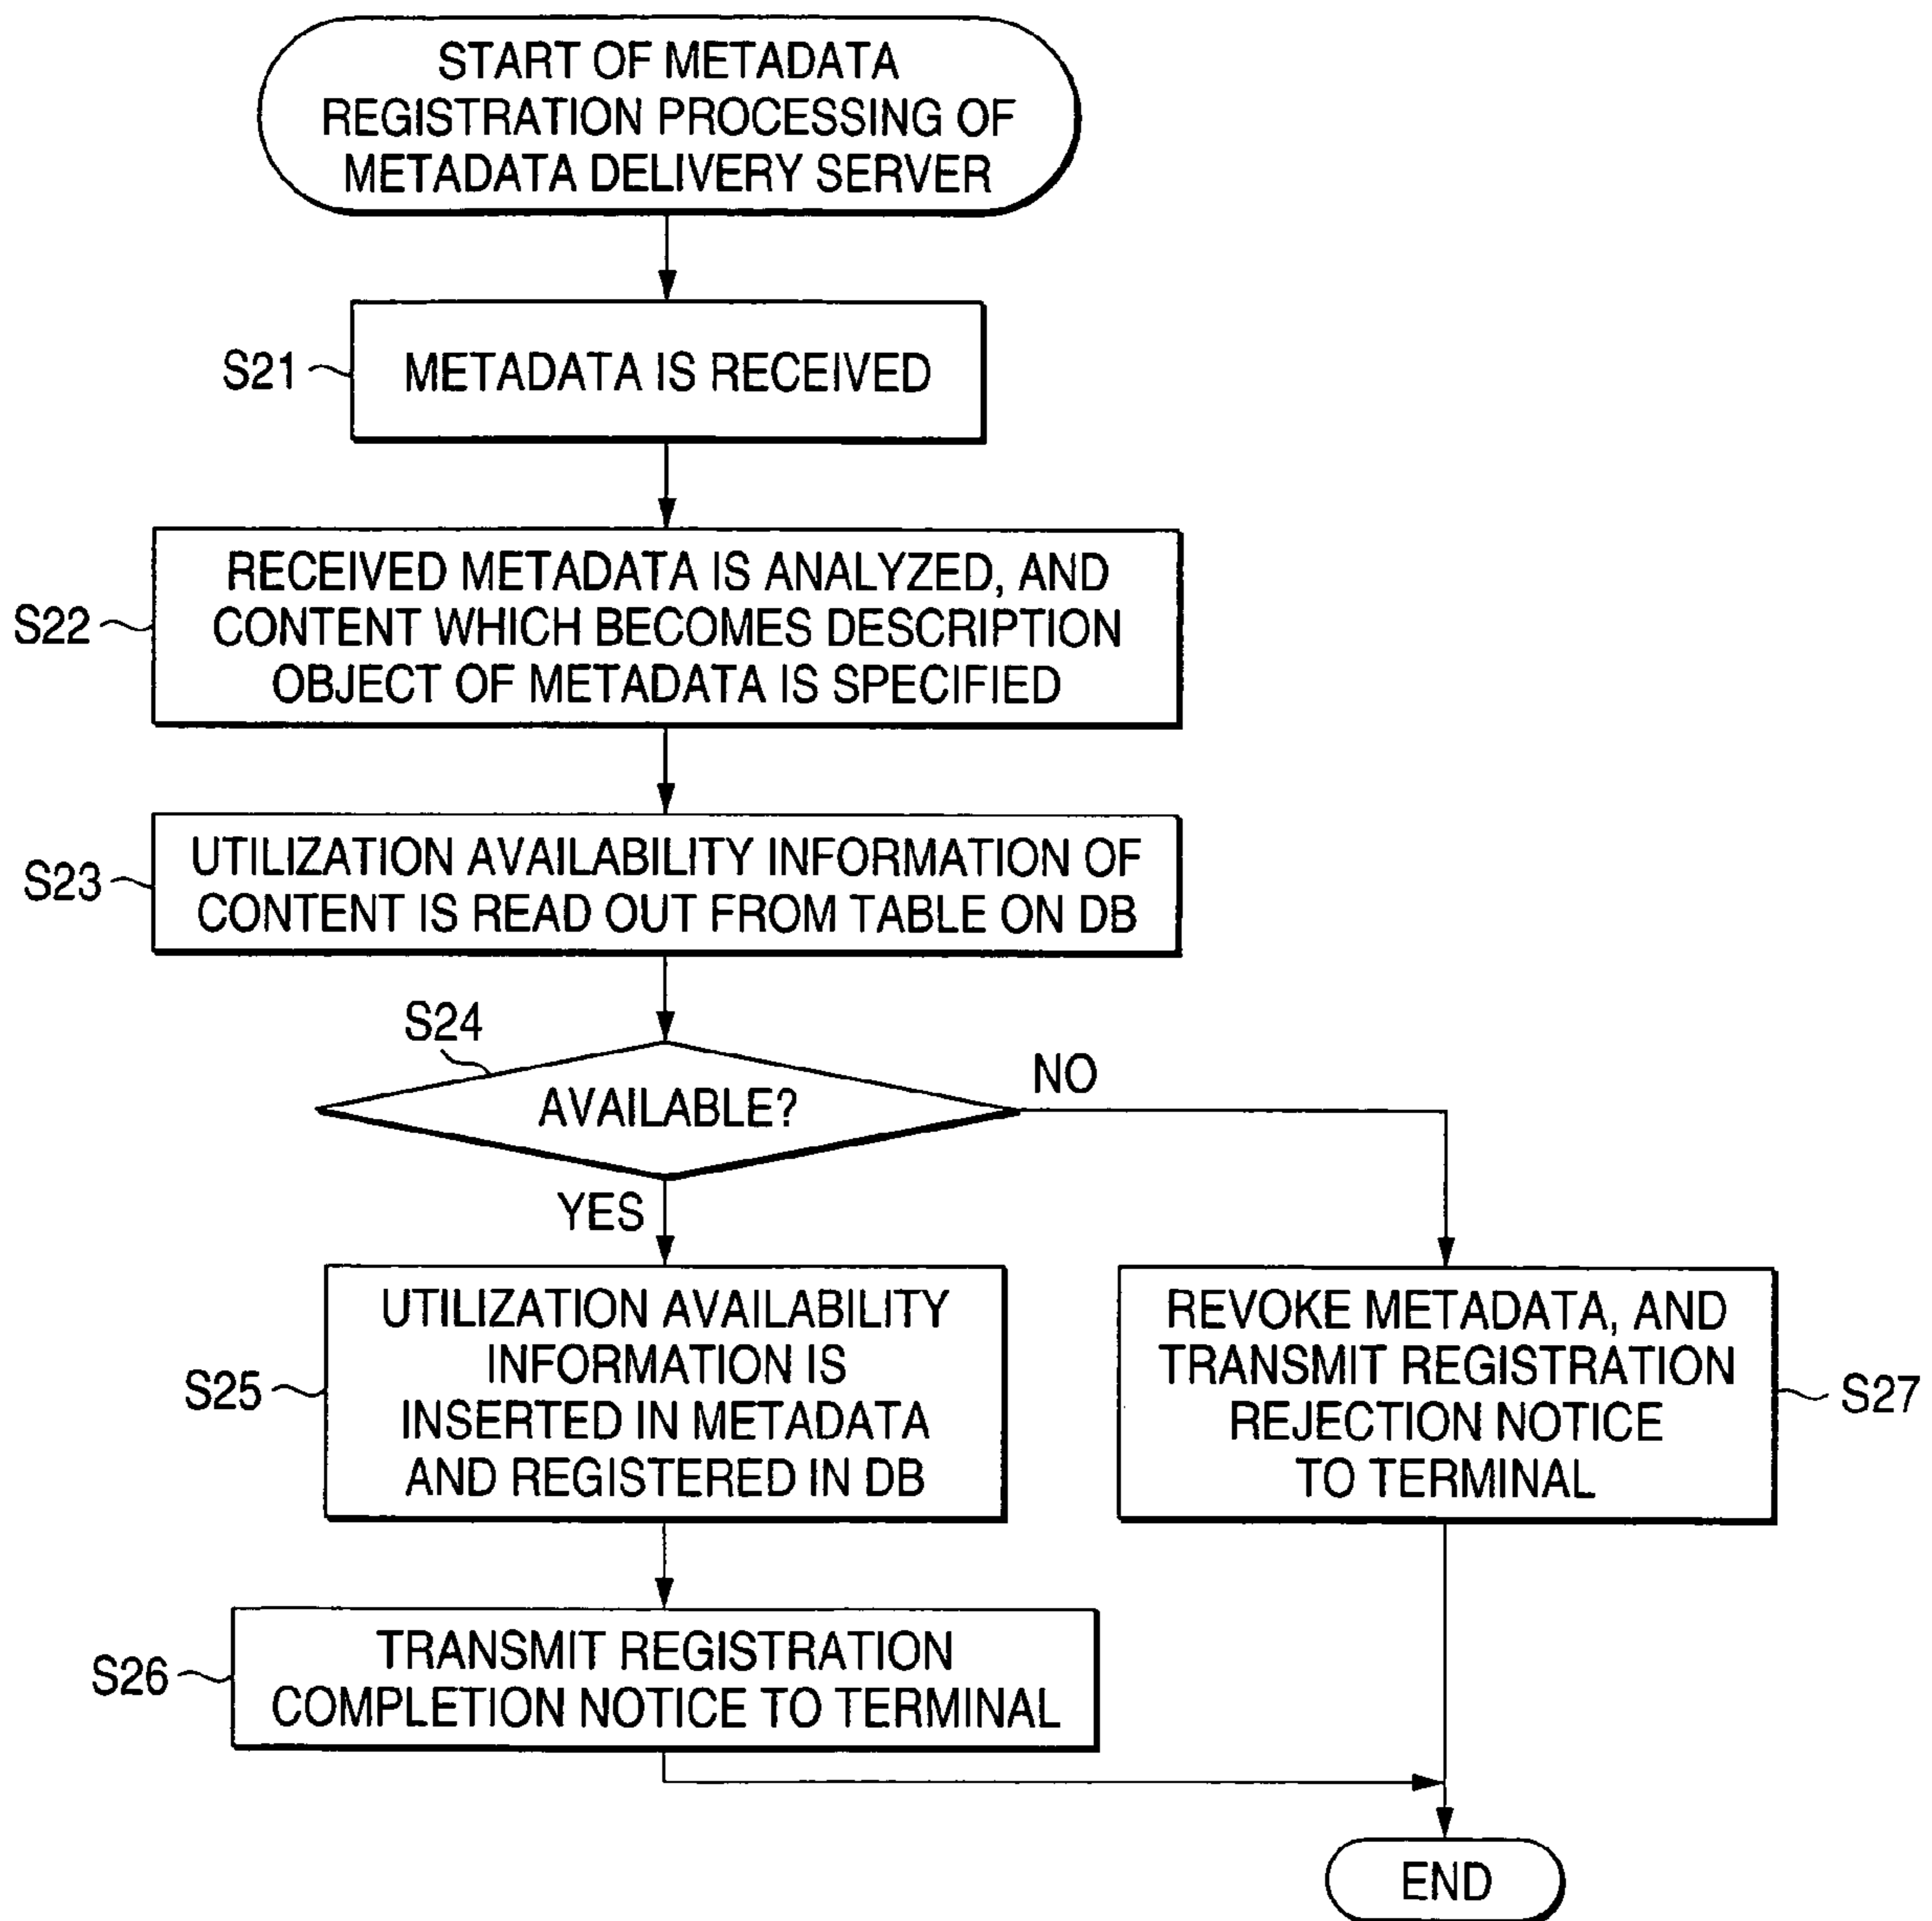 START OF METADATA
REGISTRATION PROCESSING OF
METADATA DELIVERY SERVER
S21
METADATA IS RECEIVED
S22
RECEIVED METADATA IS ANALYZED, AND
CONTENT WHICH BECOMES DESCRIPTION
OBJECT OF METADATA IS SPECIFIED
S23
UTILIZATION AVAILABILITY INFORMATION OF
CONTENT IS READ OUT FROM TABLE ON DB
S24
AVAILABLE?
NO
YES
S25
UTILIZATION AVAILABILITY
INFORMATION IS
INSERTED IN METADATA
AND REGISTERED IN DB
REVOKE METADATA, AND
TRANSMIT REGISTRATION
REJECTION NOTICE
TO TERMINAL
S27
S26
TRANSMIT REGISTRATION
COMPLETION NOTICE TO TERMINAL
END